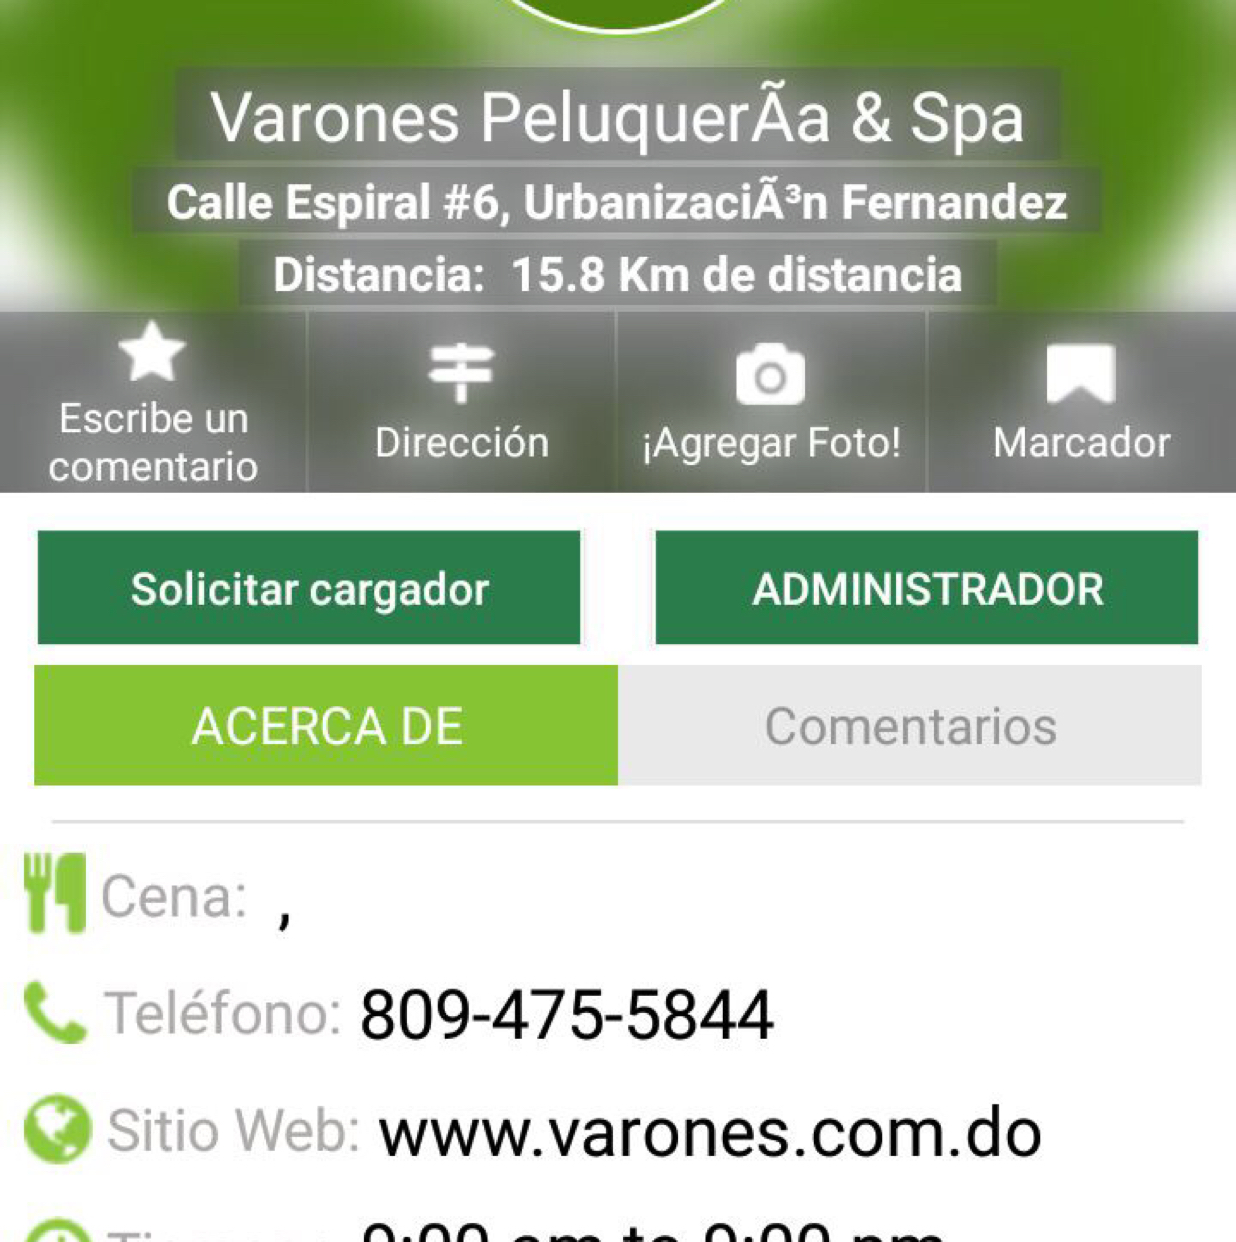 Varones PeluquerÃa & Spa
Calle Espiral #6, UrbanizaciÃ³n Fernandez
Distancia: 15.8 Km de distancia
Escribe un
comentario
Dirección
¡Agregar Foto!
Marcador
Solicitar cargador
ADMINISTRADOR
ACERCA DE
Comentarios
Cena: ,
Teléfono: 809-475-5844
Sitio Web: www.varones.com.do